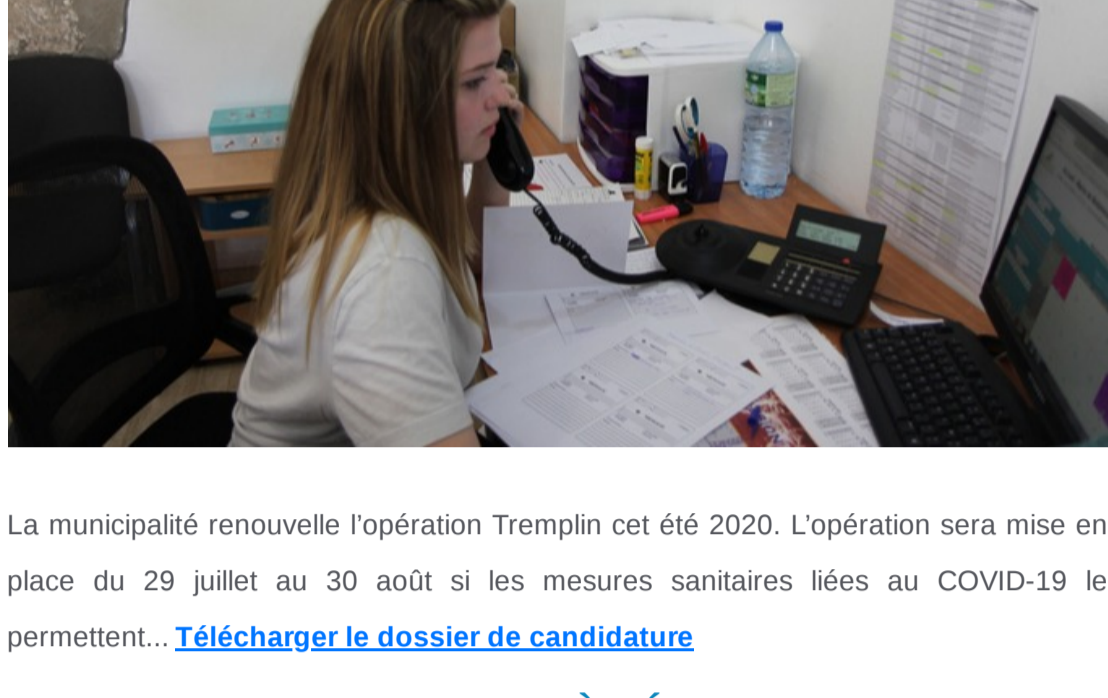 La municipalité renouvelle l’opération Tremplin cet été 2020. L’opération sera mise en
place du 29 juillet au 30 août si les mesures sanitaires liées au COVID-19 le
permettent... Télécharger le dossier de candidature